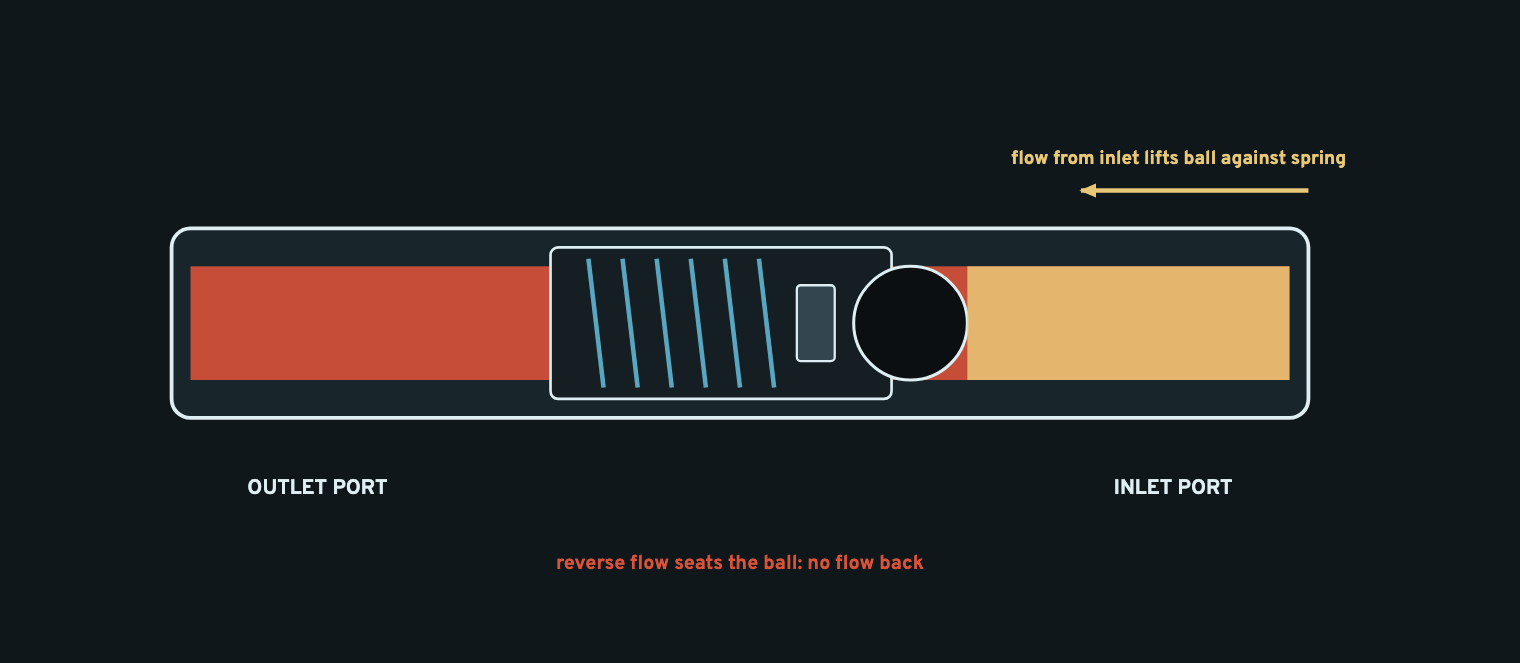 flow from inlet lifts ball against spring
OUTLET PORT
INLET PORT
reverse flow seats the ball: no flow back